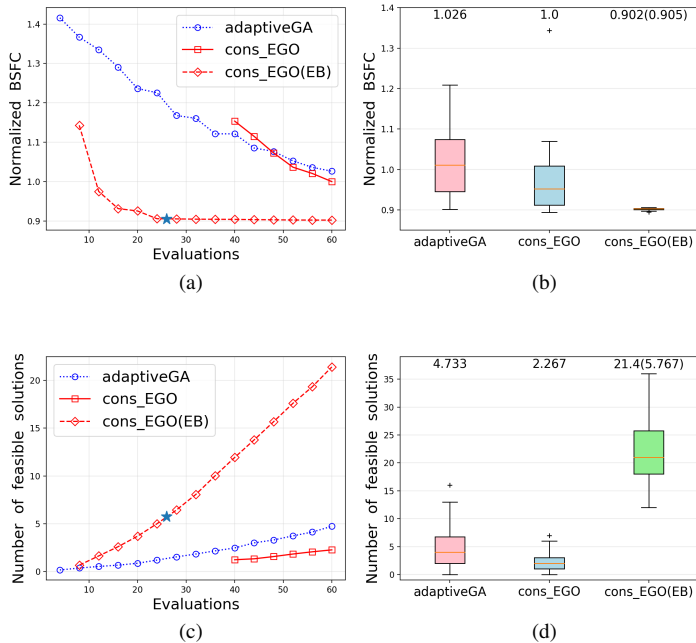 1.4
1.3
1.2
1.1
1.0
0.9
Normalized BSFC
adaptiveGA
cons_EGO
cons_EGO(EB)
10 20 30 40 50 60
Evaluations
(a)
1.026 1.0 0.902(0.905)
1.4
1.3
1.2
1.1
1.0
0.9
Normalized BSFC
adaptiveGA cons_EGO cons_EGO(EB)
(b)
20
15
10
5
0
Number of feasible solutions
adaptiveGA
cons_EGO
cons_EGO(EB)
10 20 30 40 50 60
Evaluations
(c)
4.733 2.267 21.4(5.767)
35
30
25
20
15
10
5
0
Number of feasible solutions
adaptiveGA cons_EGO cons_EGO(EB)
(d)